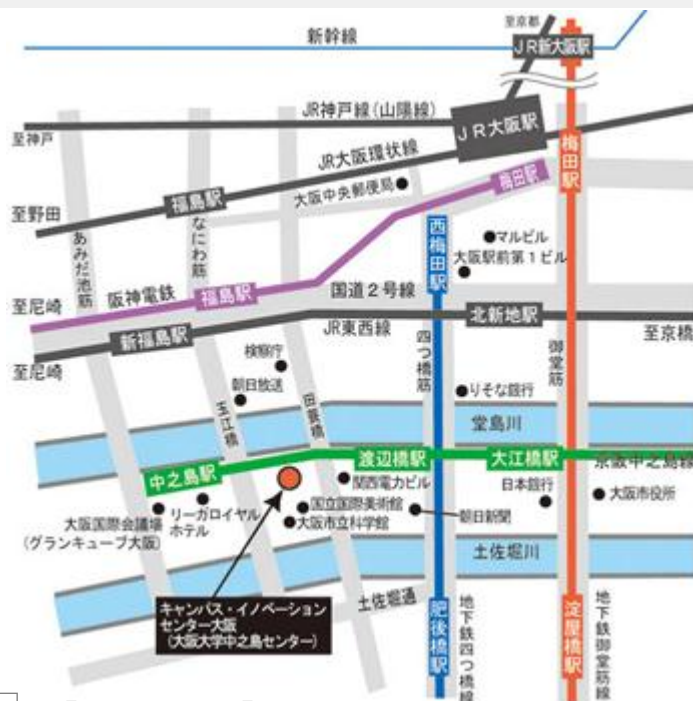 至京都
新幹線
JR新大阪駅
JR神戸線(山陽線)
JR大阪駅
至神戸
JR大阪環状線
梅田駅
梅田駅
大阪中央郵便局
福島駅
至野田
なにわ筋
あみだ池筋
西梅田駅
マルビル
大阪駅前第1ビル
阪神電鉄
福島駅
国道2号線
至尼崎
新福島駅
JR東西線
北新地駅
至京橋
至尼崎
検察庁
四つ橋筋
御堂筋
朝日放送
りそな銀行
玉江橋
田蓑橋
堂島川
中之島駅
渡辺橋駅
大江橋駅
京阪中之島線
関西電力ビル
日本銀行
大阪市役所
大阪国際会議場
(グランキューブ大阪)
リーガロイヤル
ホテル
国立国際美術館
大阪市立科学館
朝日新聞
土佐堀川
キャンパス・イノベーション
センター大阪
(大阪大学中之島センター)
土佐堀通
肥後橋駅
地下鉄四つ橋線
淀屋橋駅
地下鉄御堂筋線